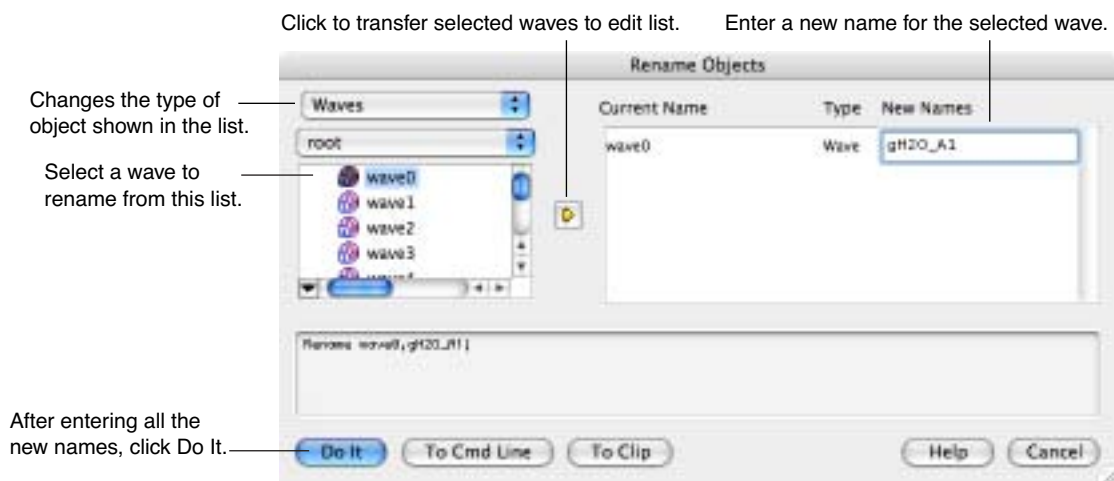 Click to transfer selected waves to edit list.
Enter a new name for the selected wave.
Rename Objects
Changes the type of
object shown in the list.
Waves
root
Select a wave to
rename from this list.
wave0
wave1
wave2
wave3
Current Name Type New Names
wave0 Wave gH2O_A1
Rename wave0,gH2O_A1;
After entering all the
new names, click Do It.
Do It
To Cmd Line
To Clip
Help
Cancel